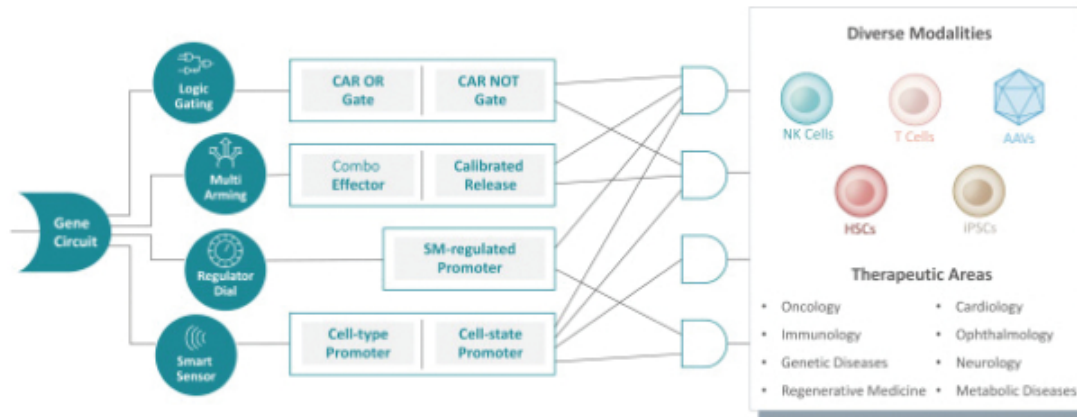 Gene
Circuit
Logic
Gating
Multi
Arming
Regulator
Dial
Smart
Sensor
CAR OR
Gate
CAR NOT
Gate
Combo
Effector
Calibrated
Release
SM-regulated
Promoter
Cell-type
Promoter
Cell-state
Promoter
Diverse Modalities
NK Cells
T Cells
AAVs
HSCs
iPSCs
Therapeutic Areas
• Oncology
• Immunology
• Genetic Diseases
• Regenerative Medicine
• Cardiology
• Ophthalmology
• Neurology
• Metabolic Diseases